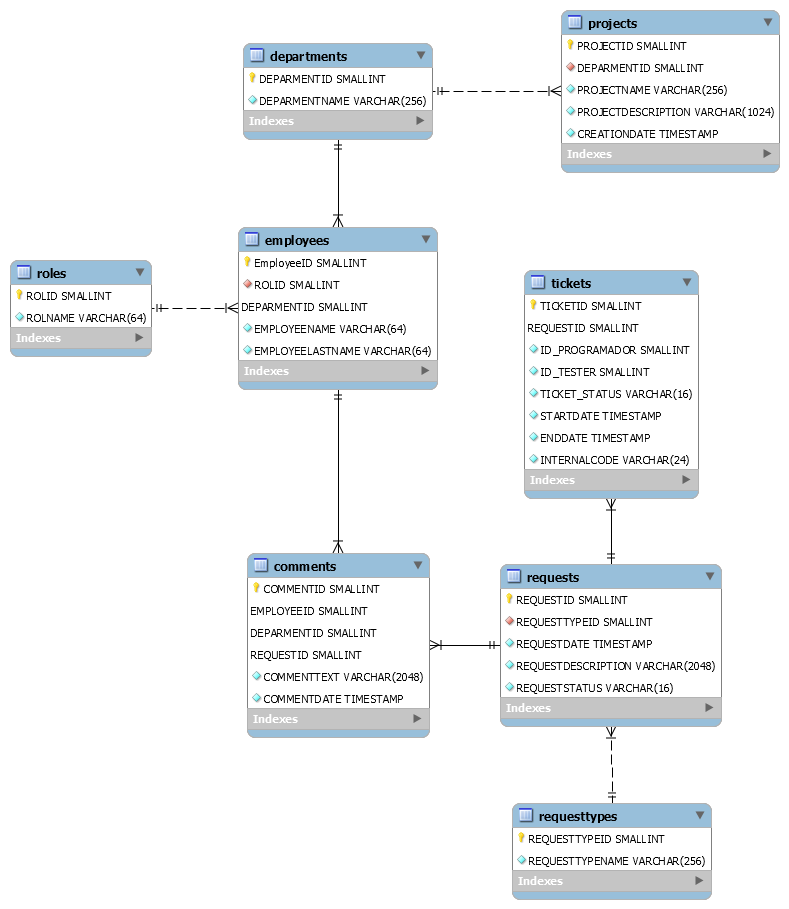 projects
PROJECTID SMALLINT
DEPARMENTID SMALLINT
PROJECTNAME VARCHAR(256)
PROJECTDESCRIPTION VARCHAR(1024)
CREATIONDATE TIMESTAMP
Indexes
departments
DEPARMENTID SMALLINT
DEPARMENTNAME VARCHAR(256)
Indexes
employees
EmployeeID SMALLINT
ROLID SMALLINT
DEPARMENTID SMALLINT
EMPLOYEENAME VARCHAR(64)
EMPLOYEELASTNAME VARCHAR(64)
Indexes
roles
ROLID SMALLINT
ROLNAME VARCHAR(64)
Indexes
tickets
TICKETID SMALLINT
REQUESTID SMALLINT
ID_PROGRAMADOR SMALLINT
ID_TESTER SMALLINT
TICKET_STATUS VARCHAR(16)
STARTDATE TIMESTAMP
ENDDATE TIMESTAMP
INTERNALCODE VARCHAR(24)
Indexes
comments
COMMENTID SMALLINT
EMPLOYEEID SMALLINT
DEPARMENTID SMALLINT
REQUESTID SMALLINT
COMMENTTEXT VARCHAR(2048)
COMMENTDATE TIMESTAMP
Indexes
requests
REQUESTID SMALLINT
REQUESTTYPEID SMALLINT
REQUESTDATE TIMESTAMP
REQUESTDESCRIPTION VARCHAR(2048)
REQUESTSTATUS VARCHAR(16)
Indexes
requesttypes
REQUESTTYPEID SMALLINT
REQUESTTYPENAME VARCHAR(256)
Indexes